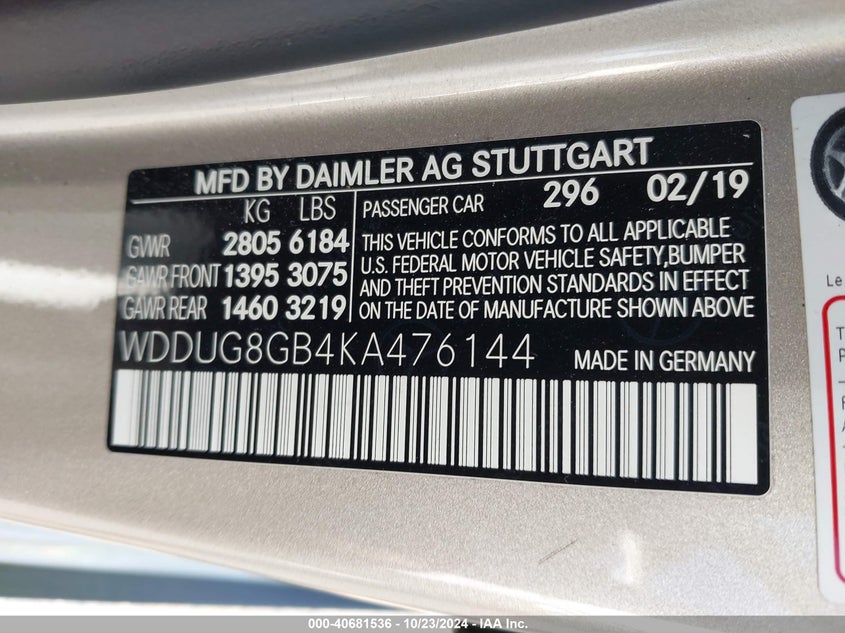 MFD BY DAIMLER AG STUTTGART
KG LBS
GVWR 2805 6184
GAWR FRONT 1395 3075
GAWR REAR 1460 3219
PASSENGER CAR 296 02/19
THIS VEHICLE CONFORMS TO ALL APPLICABLE
U.S. FEDERAL MOTOR VEHICLE SAFETY,BUMPER
AND THEFT PREVENTION STANDARDS IN EFFECT
ON THE DATE OF MANUFACTURE SHOWN ABOVE
WDDUG8GB4KA476144 MADE IN GERMANY
Le
000-40681536 - 10/23/2024 - IAA Inc.